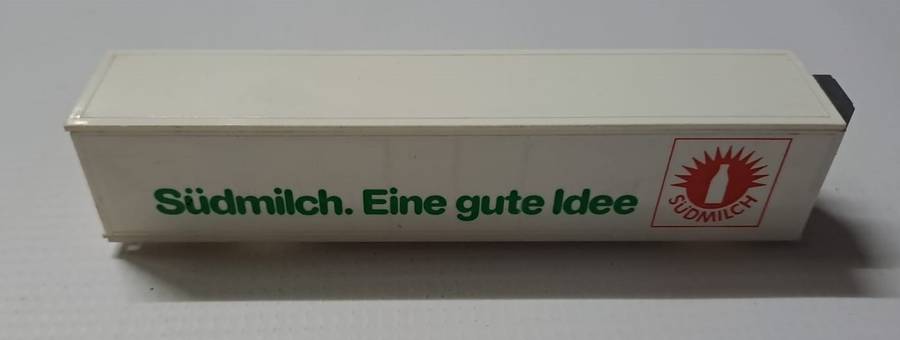 Südmilch. Eine gute Idee
SÜDMILCH